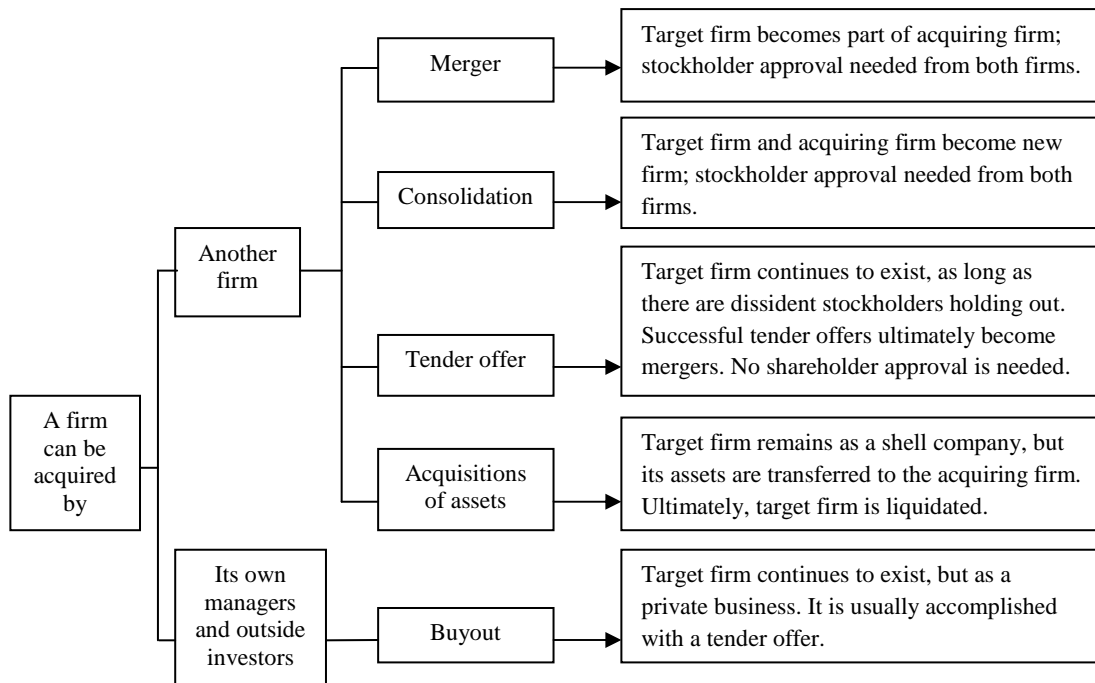 A firm
can be
acquired
by
Another
firm
Its own
managers
and outside
investors
Merger
Consolidation
Tender offer
Acquisitions
of assets
Buyout
Target firm becomes part of acquiring firm;
stockholder approval needed from both firms.
Target firm and acquiring firm become new
firm; stockholder approval needed from both
firms.
Target firm continues to exist, as long as
there are dissident stockholders holding out.
Successful tender offers ultimately become
mergers. No shareholder approval is needed.
Target firm remains as a shell company, but
its assets are transferred to the acquiring firm.
Ultimately, target firm is liquidated.
Target firm continues to exist, but as a
private business. It is usually accomplished
with a tender offer.